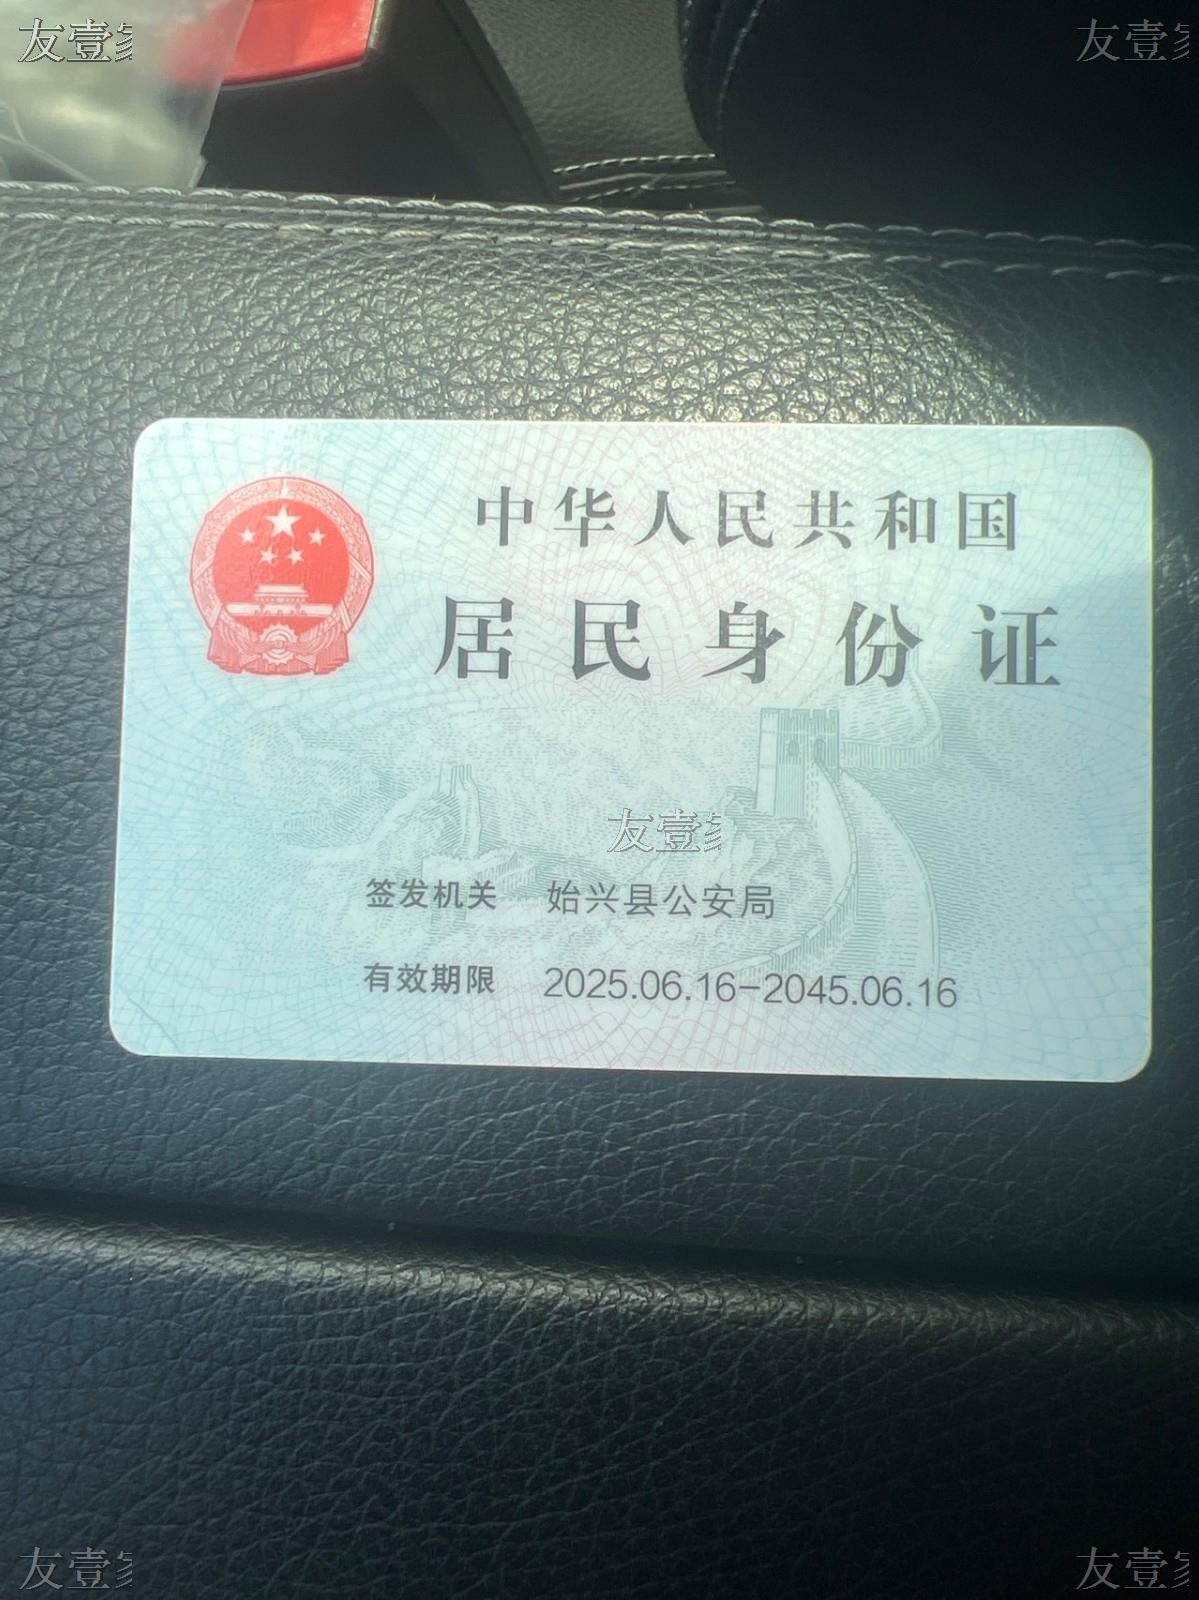 友壹
友壹
中华人民共和国
居民身份证
友壹
签发机关 始兴县公安局
有效期限 2025.06.16-2045.06.16
友壹
友壹